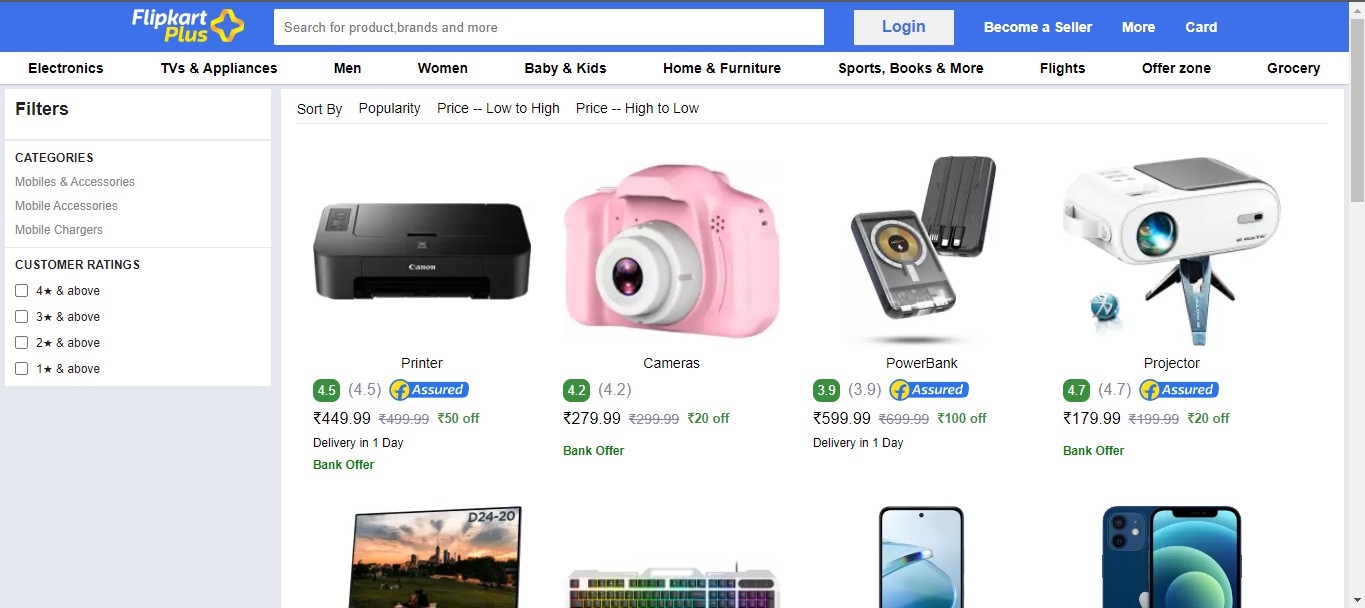 Flipkart
Plus
Search for product,brands and more
Login
Become a Seller
More
Card
Electronics
TVs & Appliances
Men
Women
Baby & Kids
Home & Furniture
Sports, Books & More
Flights
Offer zone
Grocery
Filters
CATEGORIES
Mobiles & Accessories
Mobile Accessories
Mobile Chargers
CUSTOMER RATINGS
4★ & above
3★ & above
2★ & above
1★ & above
Sort By Popularity Price -- Low to High Price -- High to Low
Canon
E GATE
Printer
4.5 (4.5) f Assured
₹449.99 ₹499.99 ₹50 off
Delivery in 1 Day
Bank Offer
Cameras
4.2 (4.2)
₹279.99 ₹299.99 ₹20 off
Bank Offer
PowerBank
3.9 (3.9) f Assured
₹599.99 ₹699.99 ₹100 off
Delivery in 1 Day
Projector
4.7 (4.7) f Assured
₹179.99 ₹199.99 ₹20 off
Bank Offer
D24-20